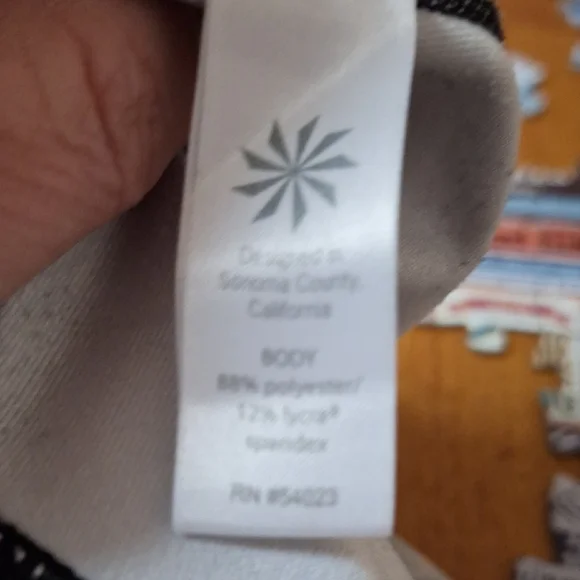 Designed in
Sonoma County,
California
BODY
88% polyester/
12% lycra®
spandex
RN #54023